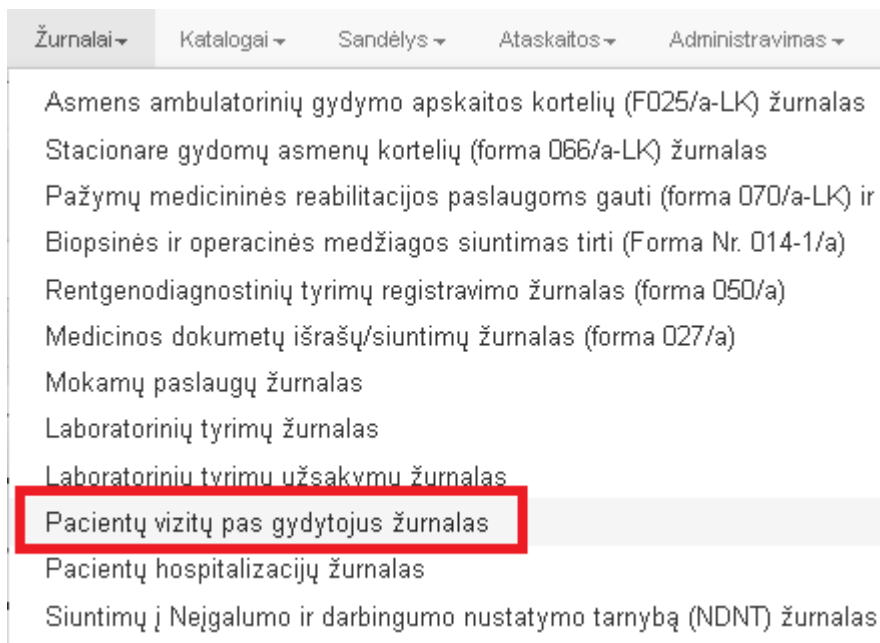 Žurnalai Katalogai Sandėlys Ataskaitos Administravimas
Asmens ambulatorinių gydymo apskaitos kortelių (F025/a-LK) žurnalas
Stacionare gydomų asmenų kortelių (forma 066/a-LK) žurnalas
Pažymų medicininės reabilitacijos paslaugoms gauti (forma 070/a-LK) ir
Biopsinės ir operacinės medžiagos siuntimas tirti (Forma Nr. 014-1/a)
Rentgenodiagnostinių tyrimų registravimo žurnalas (forma 050/a)
Medicinos dokumetų išrašų/siuntimų žurnalas (forma 027/a)
Mokamų paslaugų žurnalas
Laboratorinių tyrimų žurnalas
Laboratorinių tyrimų užsakymų žurnalas
Pacientų vizitų pas gydytojus žurnalas
Pacientų hospitalizacijų žurnalas
Siuntimų į Neįgalumo ir darbingumo nustatymo tarnybą (NDNT) žurnalas